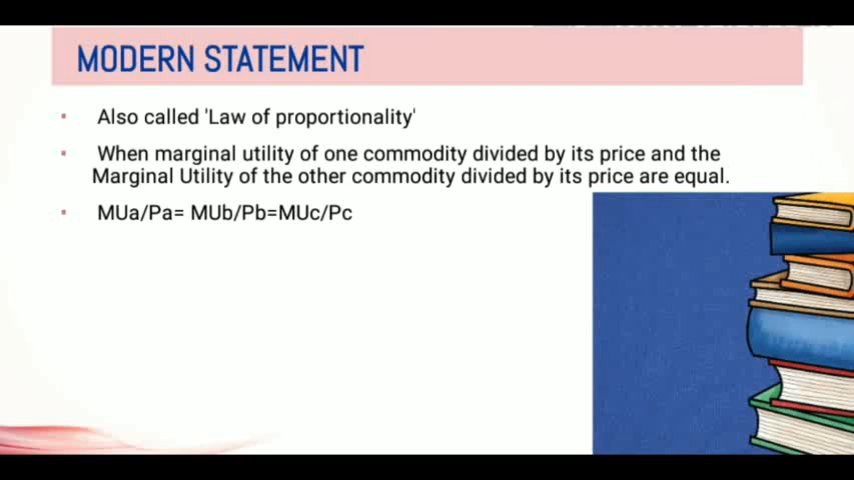 MODERN STATEMENT
Also called 'Law of proportionality'
When marginal utility of one commodity divided by its price and the
Marginal Utility of the other commodity divided by its price are equal.
MUa/Pa= MUb/Pb=MUc/Pc